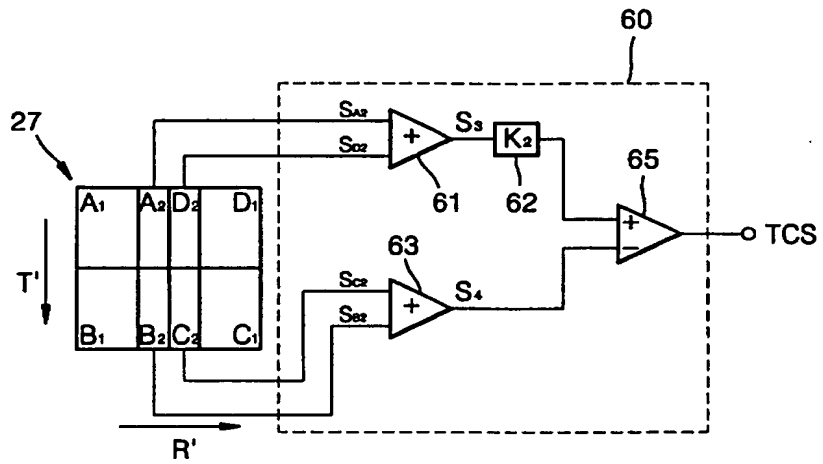 60
27
SA2
SD2
+
61
S3
K2
62
65
A1 A2 D2 D1
+
−
TCS
T'
63
SC2
SB2
+
S4
B1 B2 C2 C1
R'